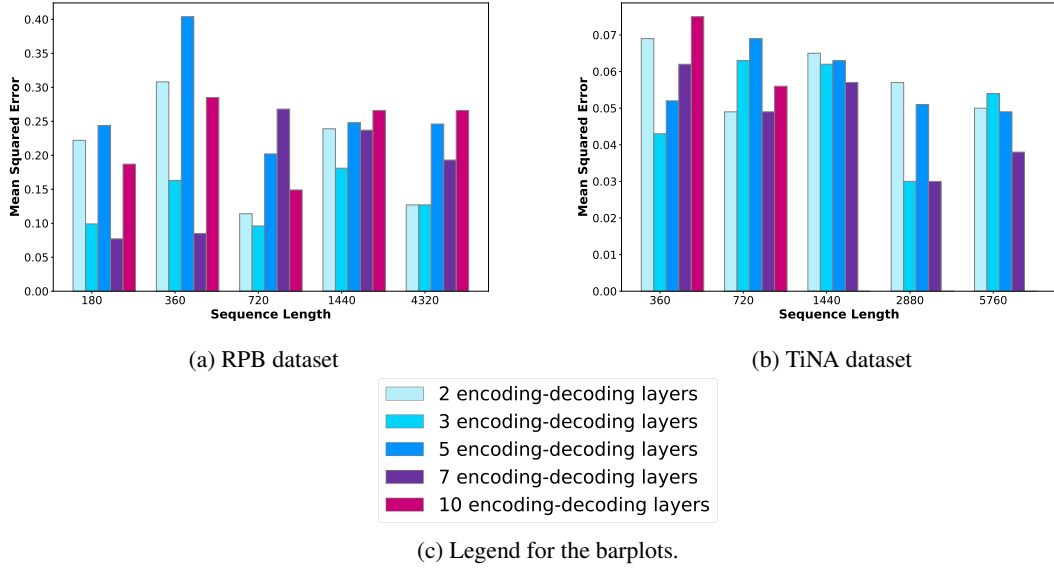 0.40
0.35
0.30
0.25
0.20
0.15
0.10
0.05
0.00
Mean Squared Error
180 360 720 1440 4320
Sequence Length
(a) RPB dataset
0.07
0.06
0.05
0.04
0.03
0.02
0.01
0.00
Mean Squared Error
360 720 1440 2880 5760
Sequence Length
(b) TiNA dataset
2 encoding-decoding layers
3 encoding-decoding layers
5 encoding-decoding layers
7 encoding-decoding layers
10 encoding-decoding layers
(c) Legend for the barplots.